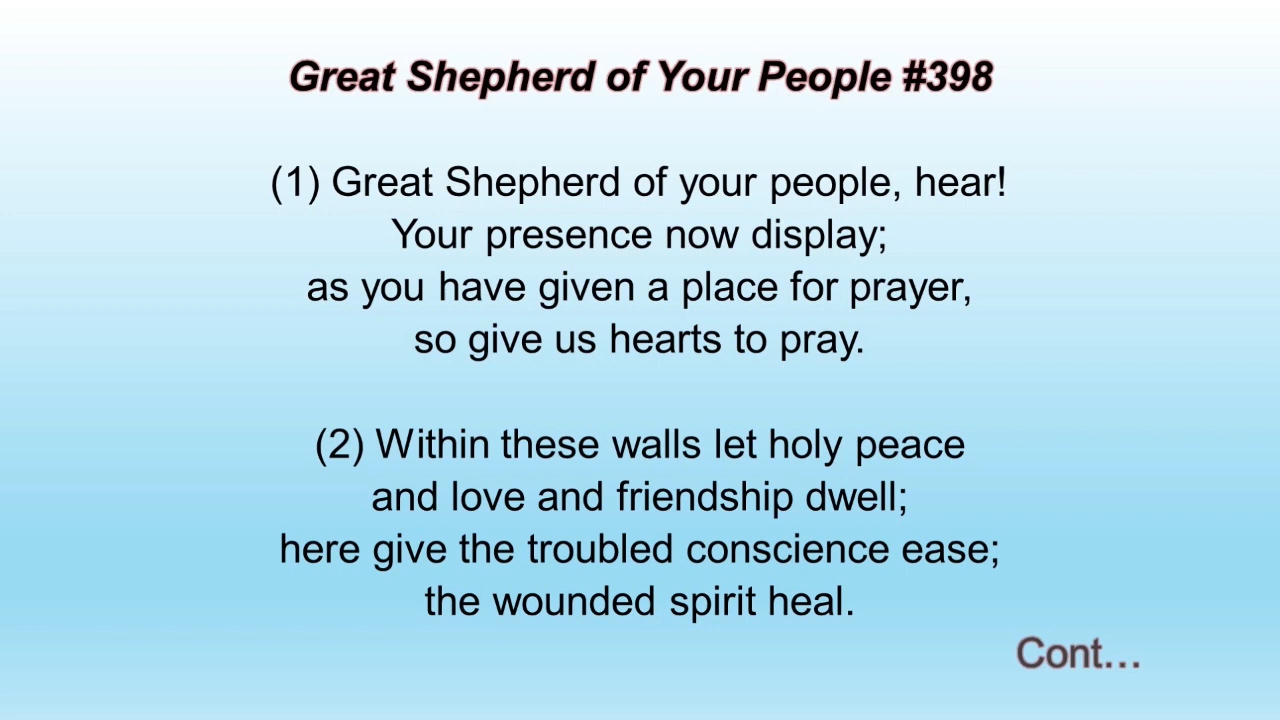 Great Shepherd of Your People #398
(1) Great Shepherd of your people, hear!
Your presence now display;
as you have given a place for prayer,
so give us hearts to pray.
(2) Within these walls let holy peace
and love and friendship dwell;
here give the troubled conscience ease;
the wounded spirit heal.
Cont...